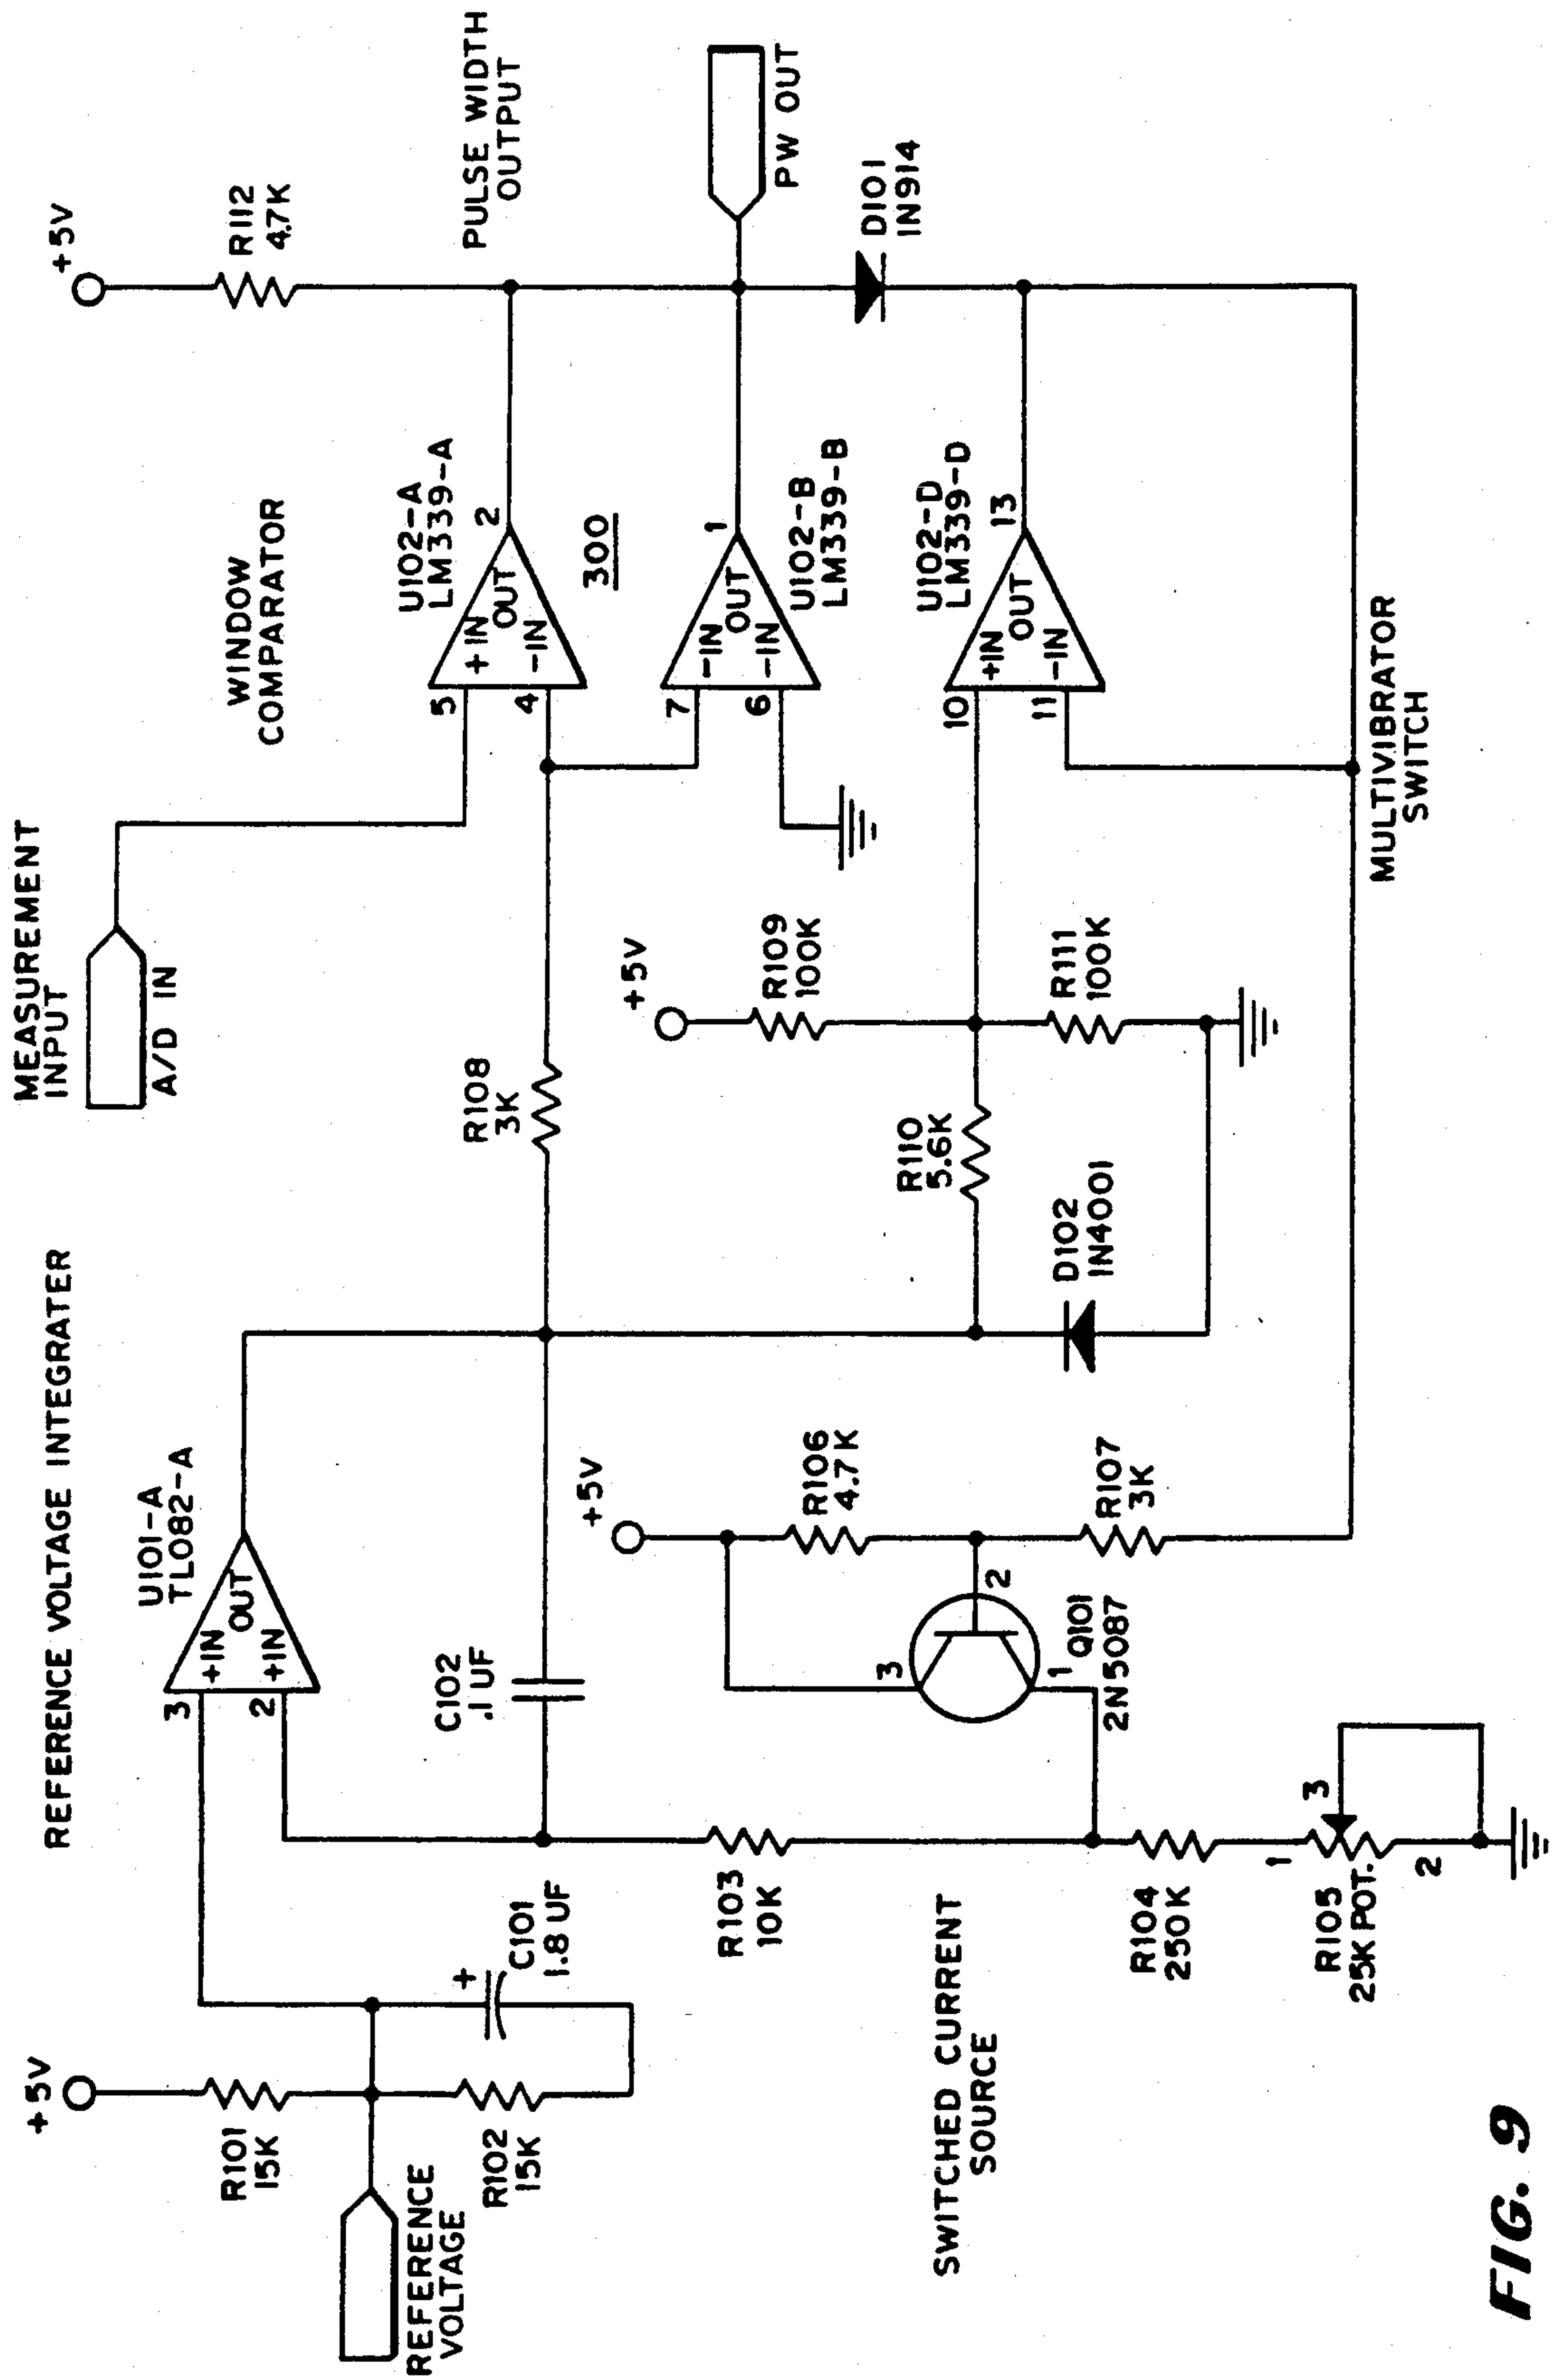 REFERENCE VOLTAGE INTEGRATER
MEASUREMENT
INPUT
A/D IN
WINDOW
COMPARATOR
PULSE WIDTH
OUTPUT
+5V
R101
15K
REFERENCE
VOLTAGE
R102
15K
+
C101
1.8 UF
3
+IN
2
+IN
OUT
U101-A
TL082-A
C102
.1 UF
R103
10K
SWITCHED CURRENT
SOURCE
R104
250K
1
3
2
R105
25K POT.
+5V
R106
4.7K
R107
3K
3
2
1
Q101
2N5087
R108
3K
R110
5.6K
D102
1N4001
+5V
R109
100K
R111
100K
5
+IN
4
-IN
OUT
2
U102-A
LM339-A
300
7
-IN
6
-IN
OUT
1
U102-B
LM339-B
10
+IN
11
-IN
OUT
13
U102-D
LM339-D
MULTIVIBRATOR
SWITCH
+5V
R112
4.7K
PW OUT
D101
1N914
FIG. 9